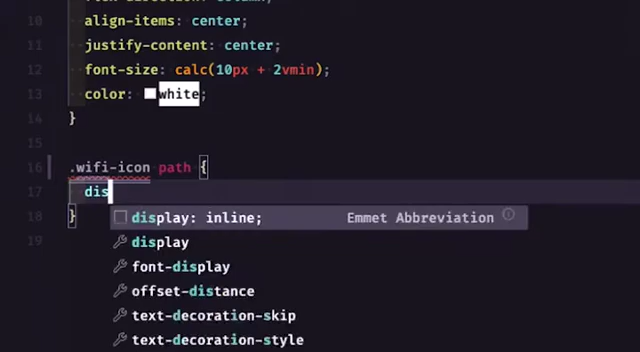 10 align-items: center;
11 justify-content: center;
12 font-size: calc(10px + 2vmin);
13 color: white;
14 }
15
16 .wifi-icon path {
17 dis
18 }
display: inline; Emmet Abbreviation
19
display
font-display
offset-distance
text-decoration-skip
text-decoration-style